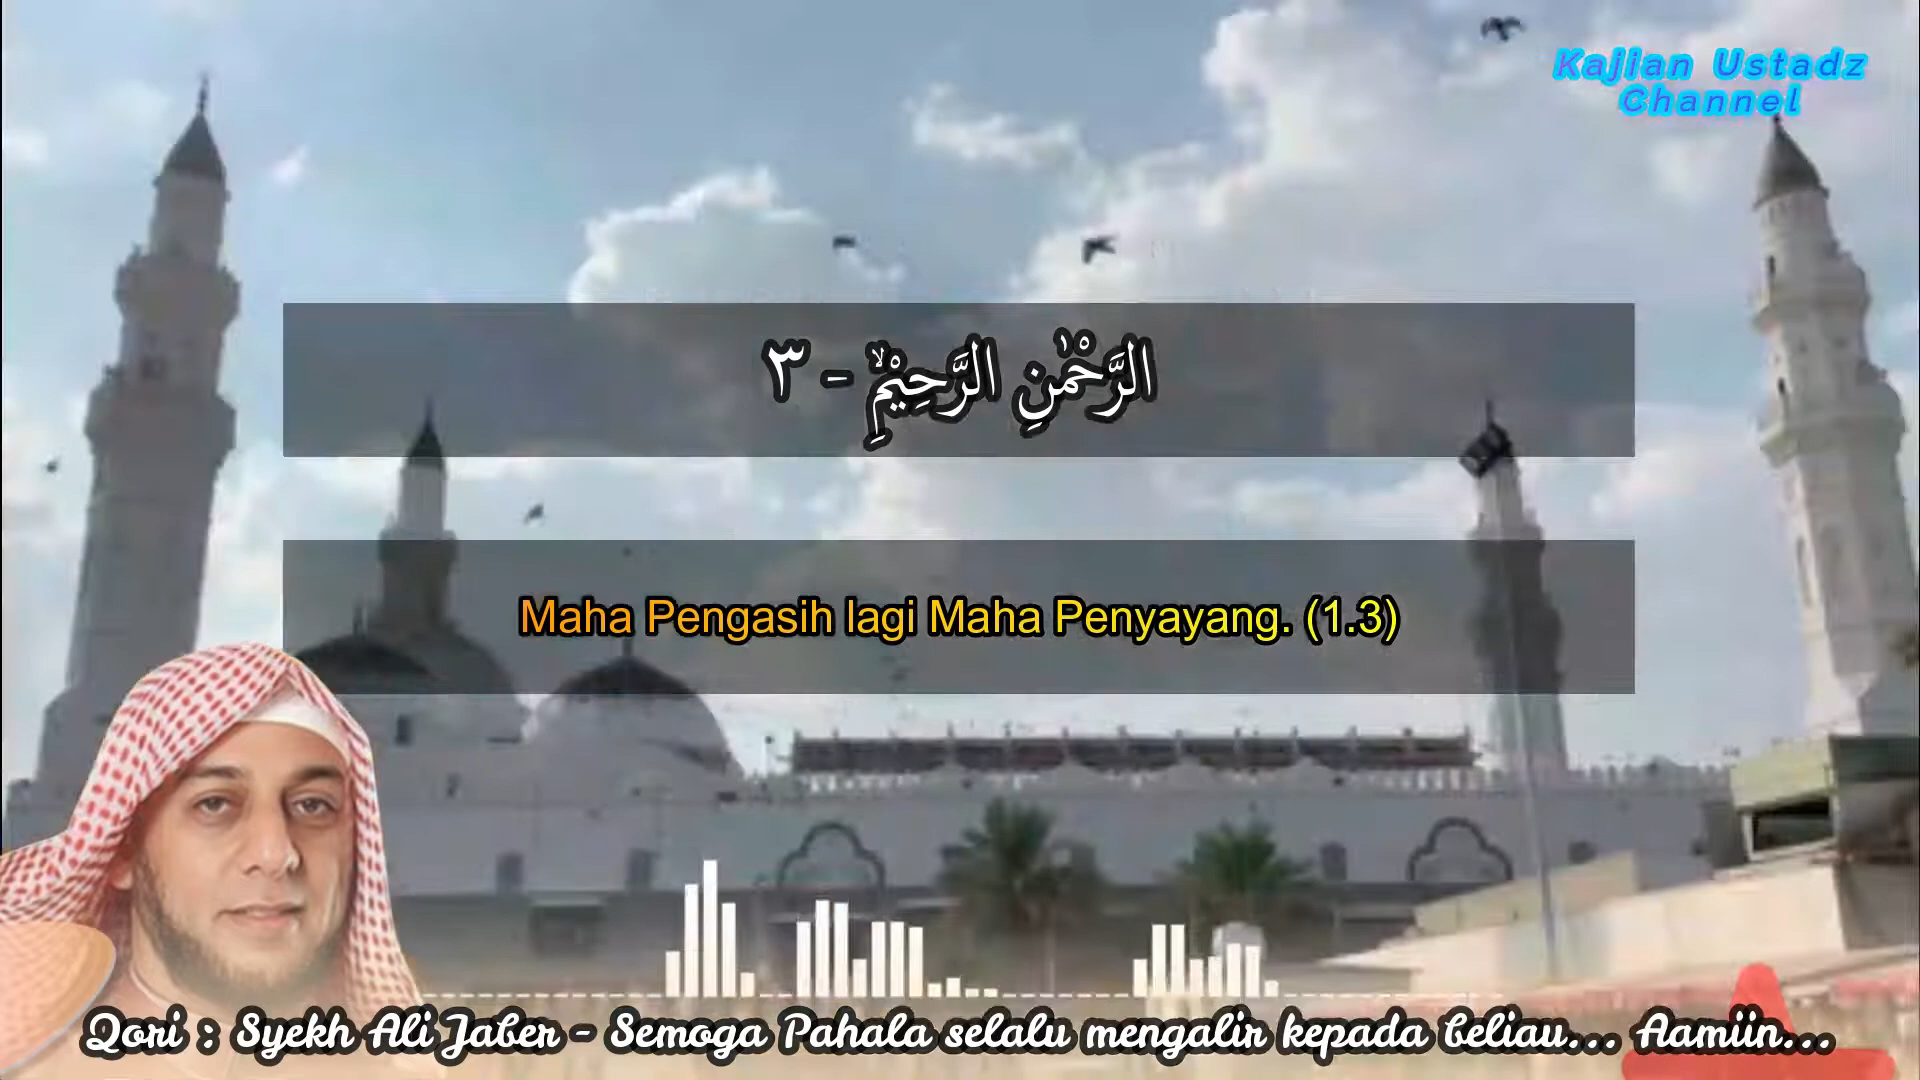 Kajian Ustadz
Channel
الرَّحْمٰنِ الرَّحِيْمِۙ - ٣
Maha Pengasih lagi Maha Penyayang. (1.3)
Qori : Syekh Ali Jaber - Semoga Pahala selalu mengalir kepada beliau... Aamiin...